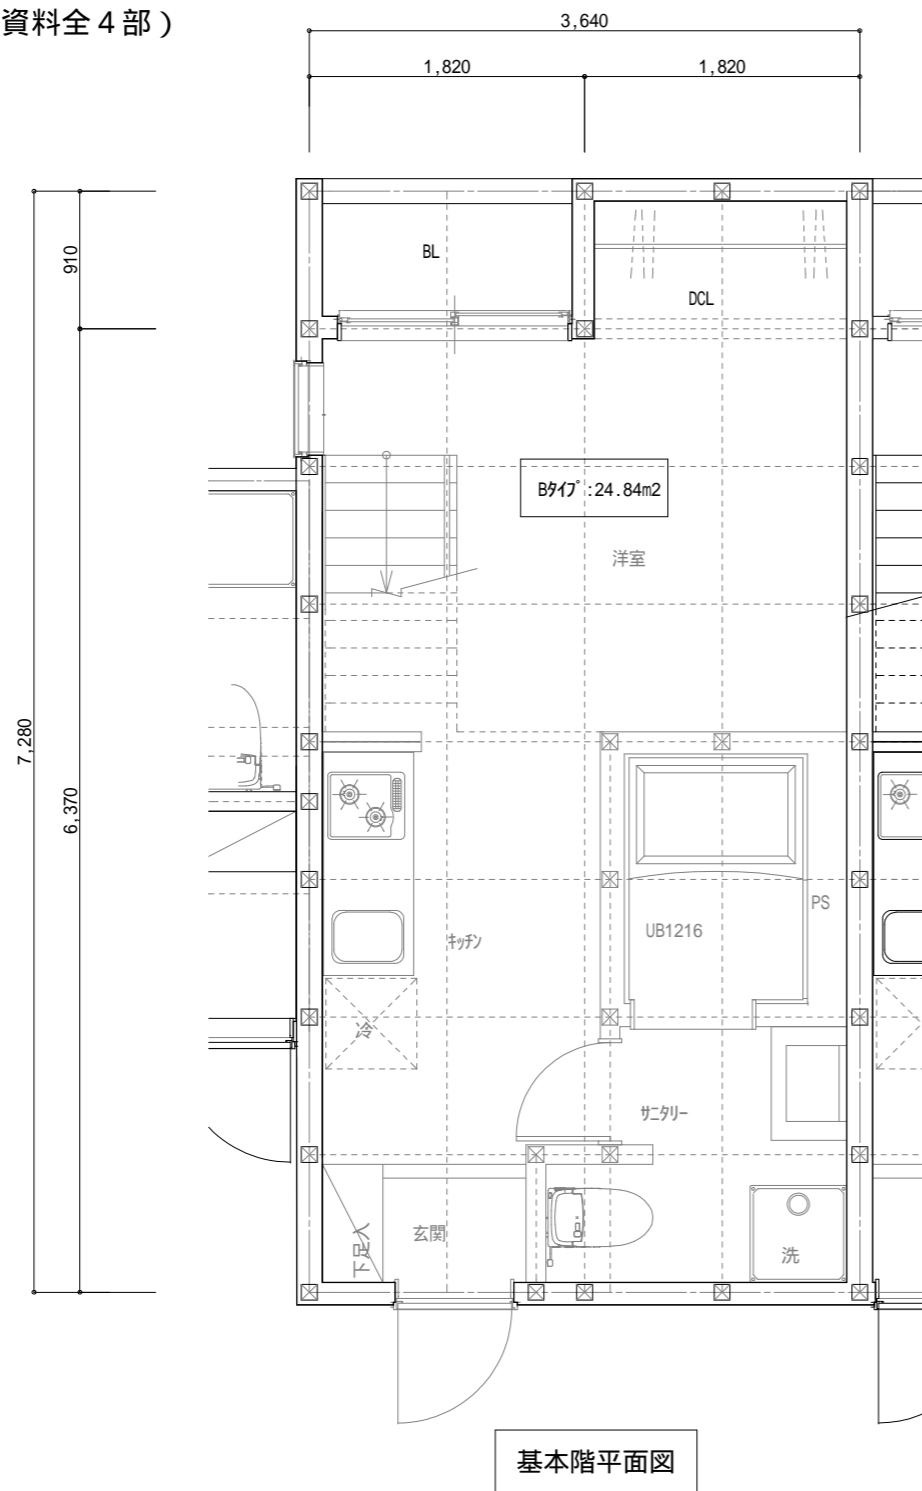 資料全４部）
3,640
1,820
1,820
910
BL
DCL
Bﾀｲﾌﾟ:24.84m2
洋室
7,280
6,370
PS
UB1216
ｷｯﾁﾝ
冷
ｻﾆﾀﾘｰ
下足入
玄関
洗
基本階平面図